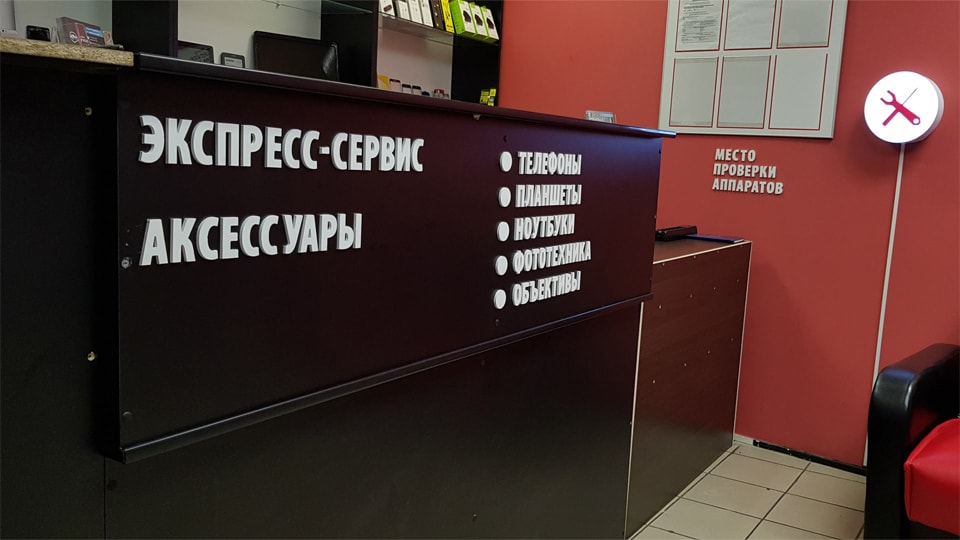 ЭКСПРЕСС-СЕРВИС
АКСЕССУАРЫ
ТЕЛЕФОНЫ
ПЛАНШЕТЫ
НОУТБУКИ
ФОТОТЕХНИКА
ОБЪЕКТИВЫ
МЕСТО
ПРОВЕРКИ
АППАРАТОВ